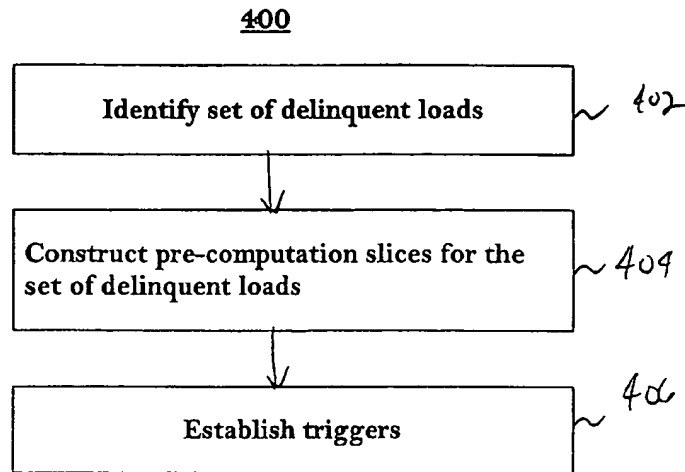 400
Identify set of delinquent loads
402
Construct pre-computation slices for the
set of delinquent loads
404
Establish triggers
406